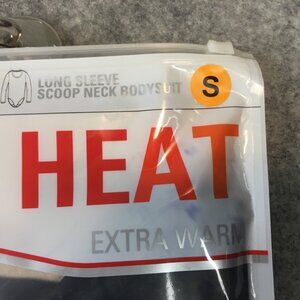 LONG SLEEVE
SCOOP NECK BODYSUIT
S
HEAT
EXTRA WARM